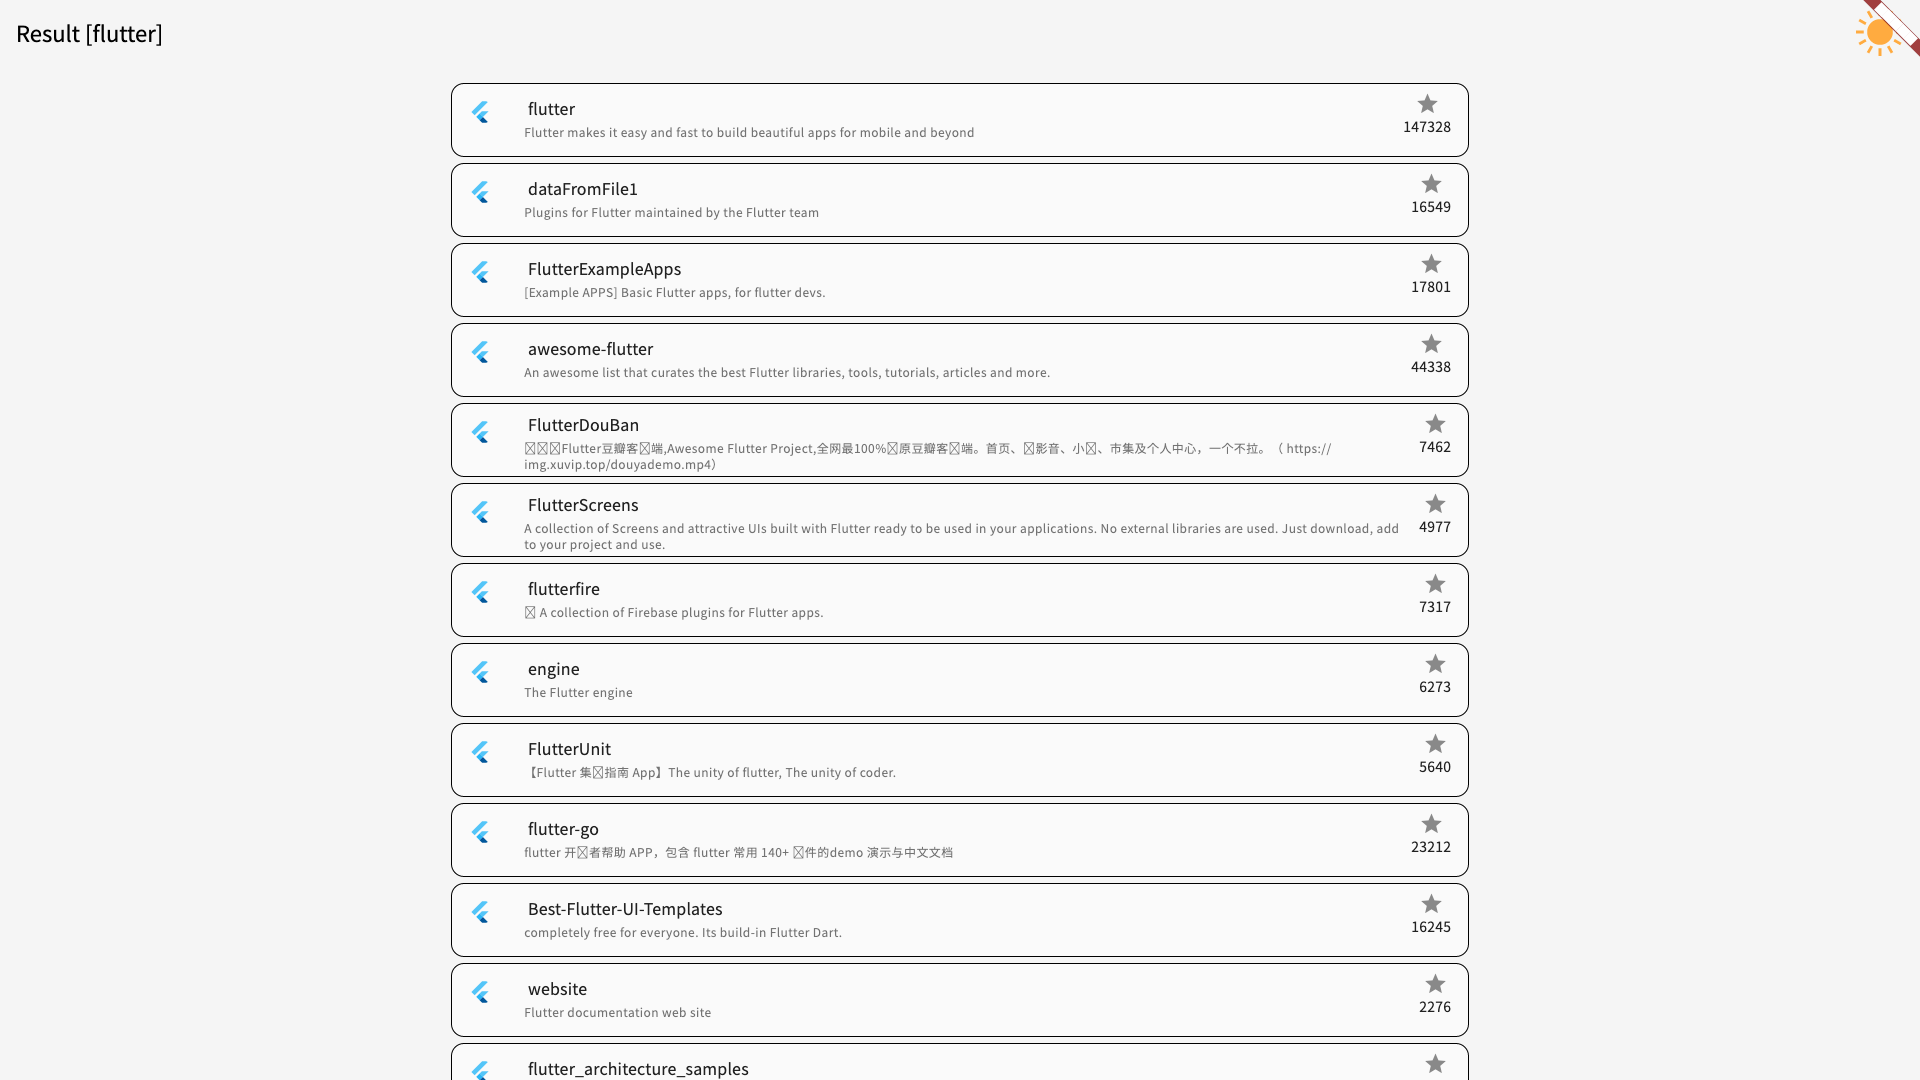 Result [flutter]
flutter
147328
Flutter makes it easy and fast to build beautiful apps for mobile and beyond
dataFromFile1
16549
Plugins for Flutter maintained by the Flutter team
FlutterExampleApps
17801
[Example APPS] Basic Flutter apps, for flutter devs.
awesome-flutter
44338
An awesome list that curates the best Flutter libraries, tools, tutorials, articles and more.
FlutterDouBan
7462
Flutter豆瓣客端,Awesome Flutter Project,全网最100%原豆瓣客端。首页、影音、小、市集及个人中心，一个不拉。（ https://
img.xuvip.top/douyademo.mp4）
FlutterScreens
4977
A collection of Screens and attractive UIs built with Flutter ready to be used in your applications. No external libraries are used. Just download, add
to your project and use.
flutterfire
7317
A collection of Firebase plugins for Flutter apps.
engine
6273
The Flutter engine
FlutterUnit
5640
【Flutter 集指南 App】The unity of flutter, The unity of coder.
flutter-go
23212
flutter 开者帮助 APP，包含 flutter 常用 140+ 件的demo 演示与中文文档
Best-Flutter-UI-Templates
16245
completely free for everyone. Its build-in Flutter Dart.
website
2276
Flutter documentation web site
flutter_architecture_samples